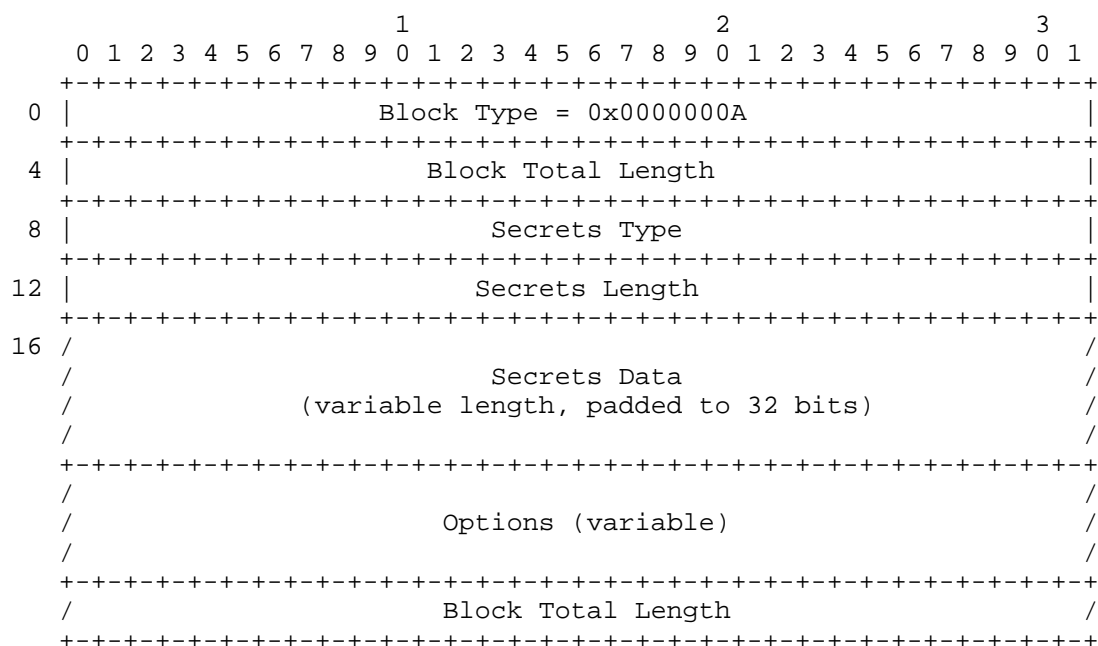 1                   2                   3
    0 1 2 3 4 5 6 7 8 9 0 1 2 3 4 5 6 7 8 9 0 1 2 3 4 5 6 7 8 9 0 1
   +-+-+-+-+-+-+-+-+-+-+-+-+-+-+-+-+-+-+-+-+-+-+-+-+-+-+-+-+-+-+-+-+
 0 |                   Block Type = 0x0000000A                     |
   +-+-+-+-+-+-+-+-+-+-+-+-+-+-+-+-+-+-+-+-+-+-+-+-+-+-+-+-+-+-+-+-+
 4 |                      Block Total Length                       |
   +-+-+-+-+-+-+-+-+-+-+-+-+-+-+-+-+-+-+-+-+-+-+-+-+-+-+-+-+-+-+-+-+
 8 |                          Secrets Type                         |
   +-+-+-+-+-+-+-+-+-+-+-+-+-+-+-+-+-+-+-+-+-+-+-+-+-+-+-+-+-+-+-+-+
12 |                         Secrets Length                        |
   +-+-+-+-+-+-+-+-+-+-+-+-+-+-+-+-+-+-+-+-+-+-+-+-+-+-+-+-+-+-+-+-+
16 /                                                               /
   /                          Secrets Data                         /
   /              (variable length, padded to 32 bits)             /
   /                                                               /
   +-+-+-+-+-+-+-+-+-+-+-+-+-+-+-+-+-+-+-+-+-+-+-+-+-+-+-+-+-+-+-+-+
   /                                                               /
   /                       Options (variable)                      /
   /                                                               /
   +-+-+-+-+-+-+-+-+-+-+-+-+-+-+-+-+-+-+-+-+-+-+-+-+-+-+-+-+-+-+-+-+
   /                       Block Total Length                      /
   +-+-+-+-+-+-+-+-+-+-+-+-+-+-+-+-+-+-+-+-+-+-+-+-+-+-+-+-+-+-+-+-+